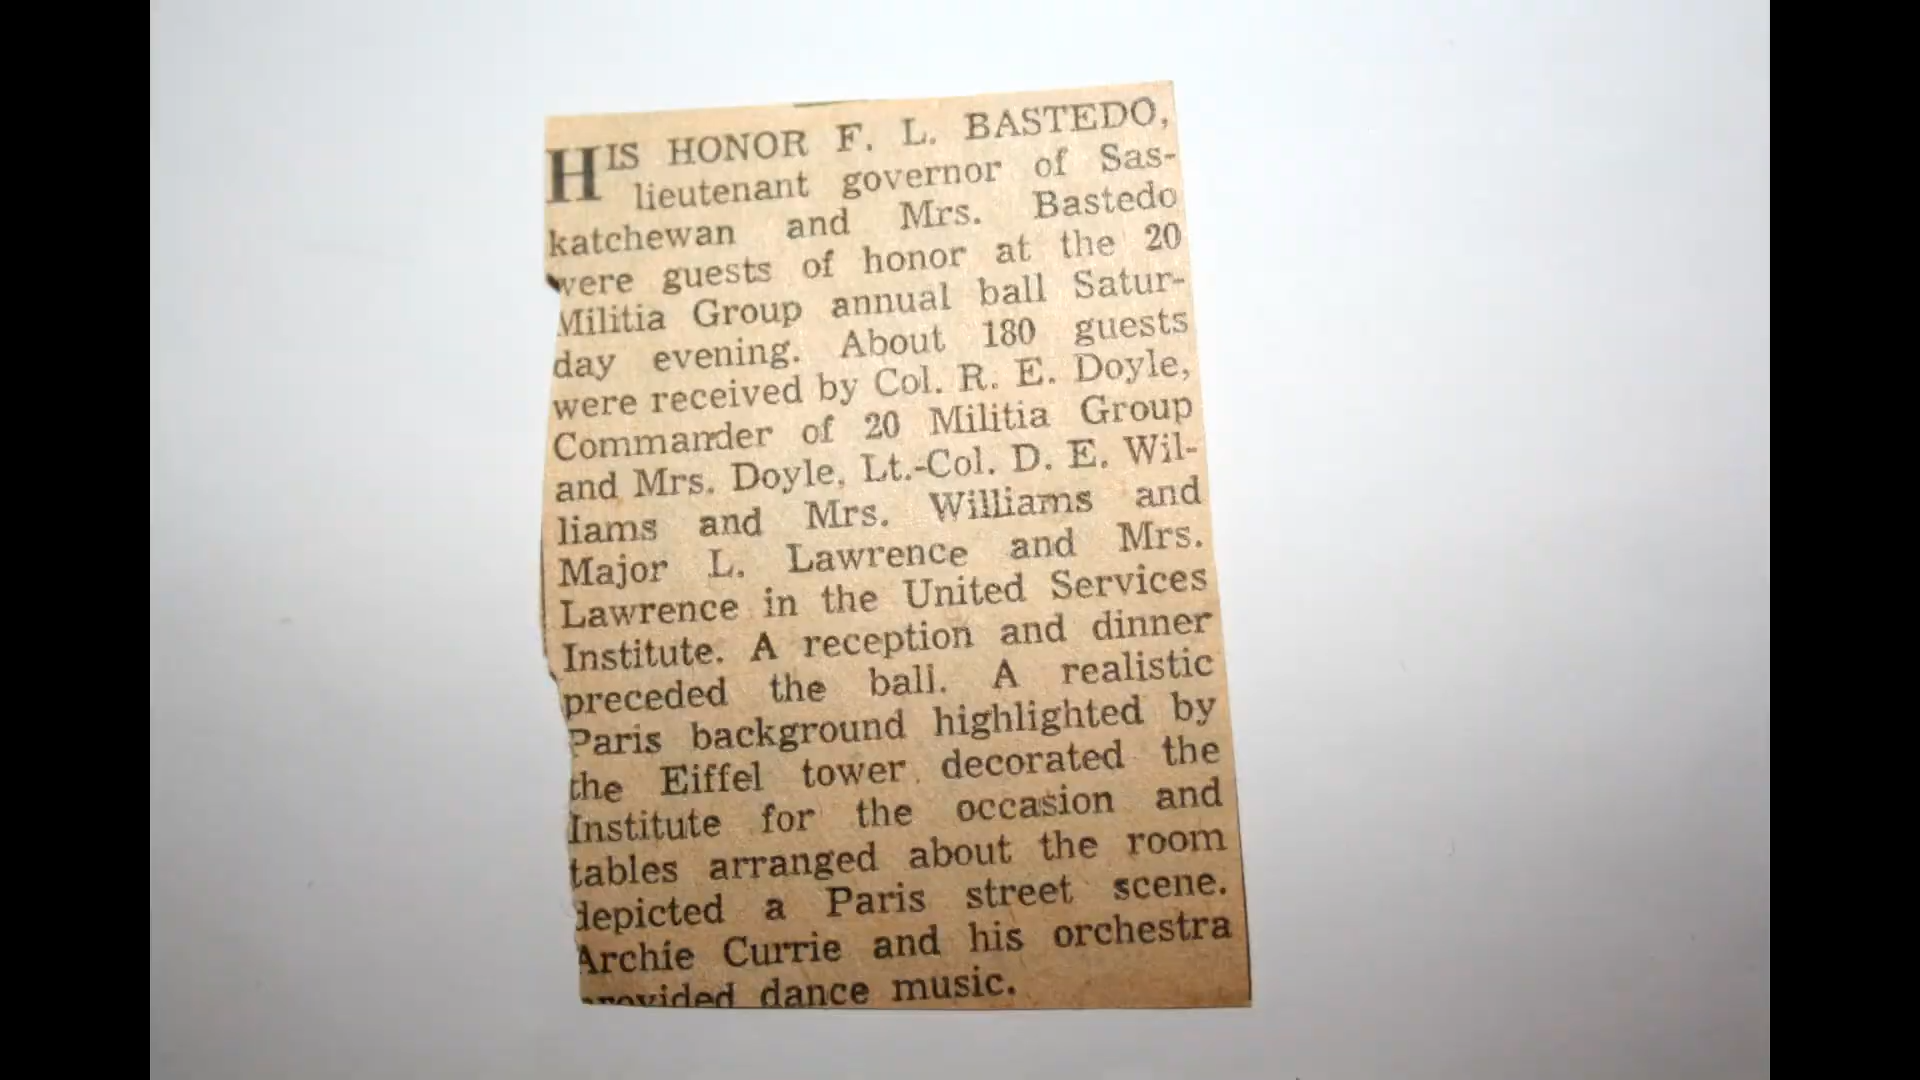 HIS HONOR F. L. BASTEDO,
lieutenant governor of Sas-
katchewan and Mrs. Bastedo
were guests of honor at the 20
Militia Group annual ball Satur-
day evening. About 180 guests
were received by Col. R. E. Doyle,
Commander of 20 Militia Group
and Mrs. Doyle, Lt.-Col. D. E. Wil-
liams and Mrs. Williams and
Major L. Lawrence and Mrs.
Lawrence in the United Services
Institute. A reception and dinner
preceded the ball. A realistic
Paris background highlighted by
the Eiffel tower decorated the
Institute for the occasion and
tables arranged about the room
depicted a Paris street scene.
Archie Currie and his orchestra
provided dance music.